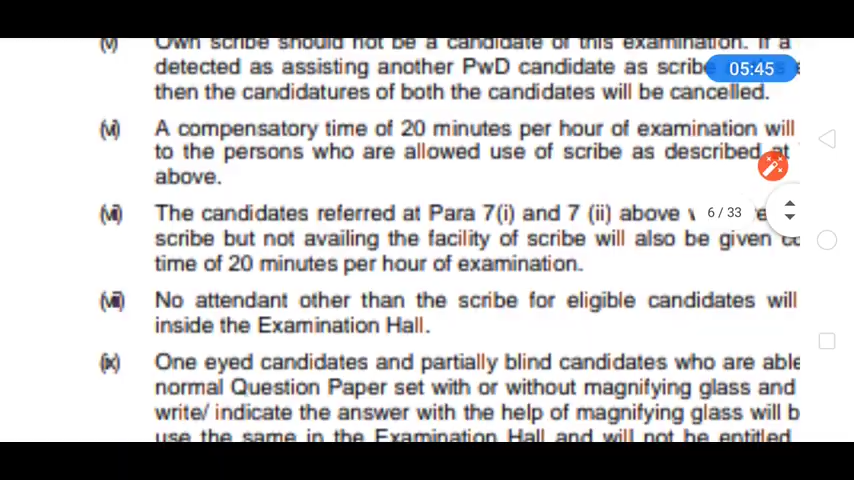 (v) Own scribe should not be a candidate of this examination. If a
detected as assisting another PwD candidate as scribe
then the candidatures of both the candidates will be cancelled.
(vi) A compensatory time of 20 minutes per hour of examination will
to the persons who are allowed use of scribe as described at
above.
(vii) The candidates referred at Para 7(i) and 7 (ii) above
scribe but not availing the facility of scribe will also be given
time of 20 minutes per hour of examination.
(viii) No attendant other than the scribe for eligible candidates will
inside the Examination Hall.
(ix) One eyed candidates and partially blind candidates who are able
normal Question Paper set with or without magnifying glass and
write/ indicate the answer with the help of magnifying glass will
use the same in the Examination Hall and will not be entitled
05:45
6 / 33